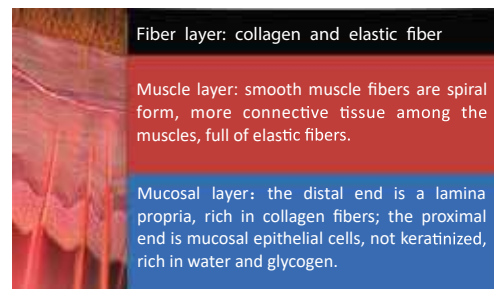 Fiber layer: collagen and elastic fiber
Muscle layer: smooth muscle fibers are spiral
form, more connective tissue among the
muscles, full of elastic fibers.
Mucosal layer: the distal end is a lamina
propria, rich in collagen fibers; the proximal
end is mucosal epithelial cells, not keratinized,
rich in water and glycogen.